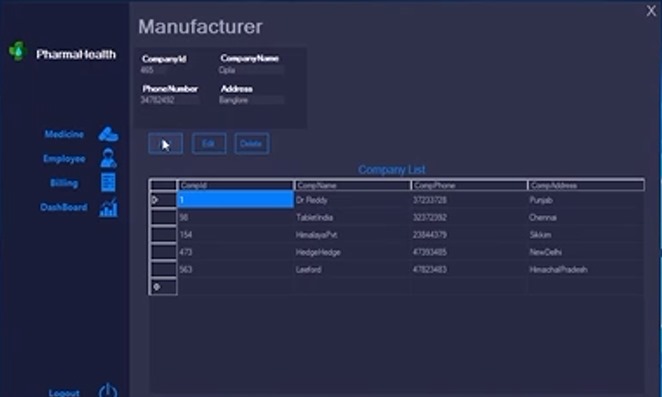 X
Manufacturer
PharmaHealth
CompanyId CompanyName
465 Cipla
PhoneNumber Address
34782492 Banglore
Medicine
Employee
Billing
DashBoard
Logout
Edit Delete
Company List
CompId CompName CompPhone CompAddress
1 Dr Reddy 37233728 Punjab
98 TabletIndia 32372392 Chennai
154 HimalayaPvt 23844379 Sikkim
473 HedgeHedge 47393485 NewDelhi
563 Leeford 47823483 HimachalPradesh